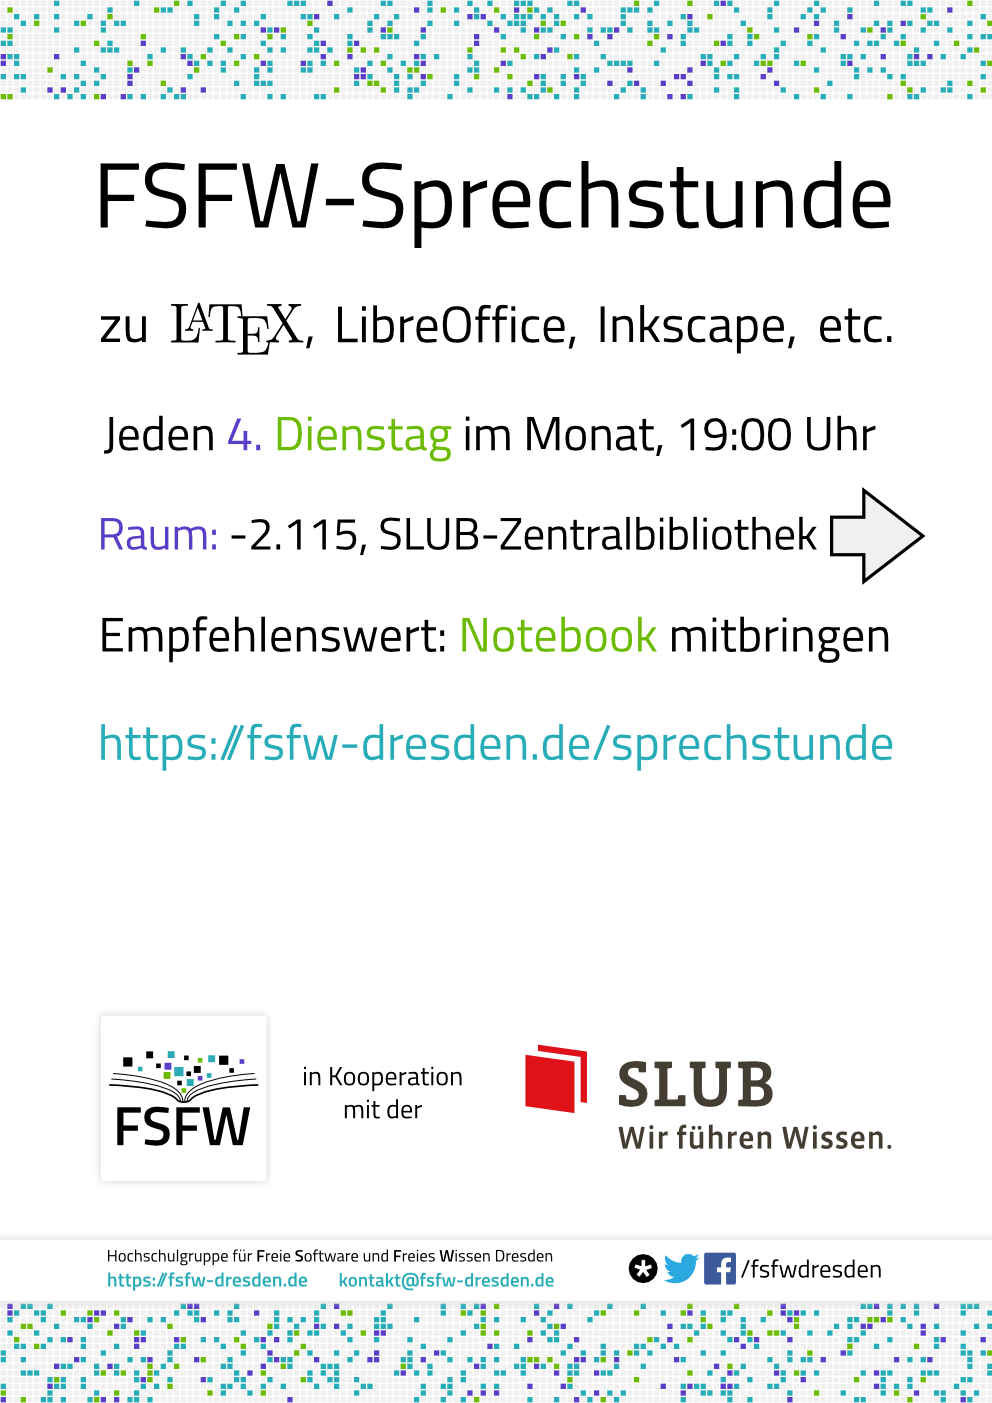 FSFW-Sprechstunde
zu LATEX, LibreOffice, Inkscape, etc.
Jeden 4. Dienstag im Monat, 19:00 Uhr
Raum: -2.115, SLUB-Zentralbibliothek
Empfehlenswert: Notebook mitbringen
https://fsfw-dresden.de/sprechstunde
FSFW
in Kooperation
mit der
SLUB
Wir führen Wissen.
Hochschulgruppe für Freie Software und Freies Wissen Dresden
https://fsfw-dresden.de kontakt@fsfw-dresden.de
/fsfwdresden